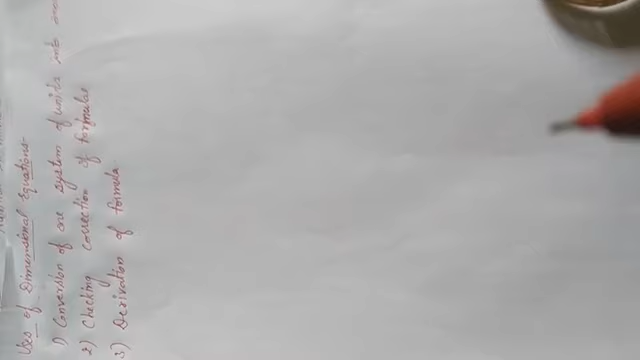 Uses of Dimensional Equations-
1) Conversion of one system of units into
2) Checking correction of formulae
3) Derivation of formula